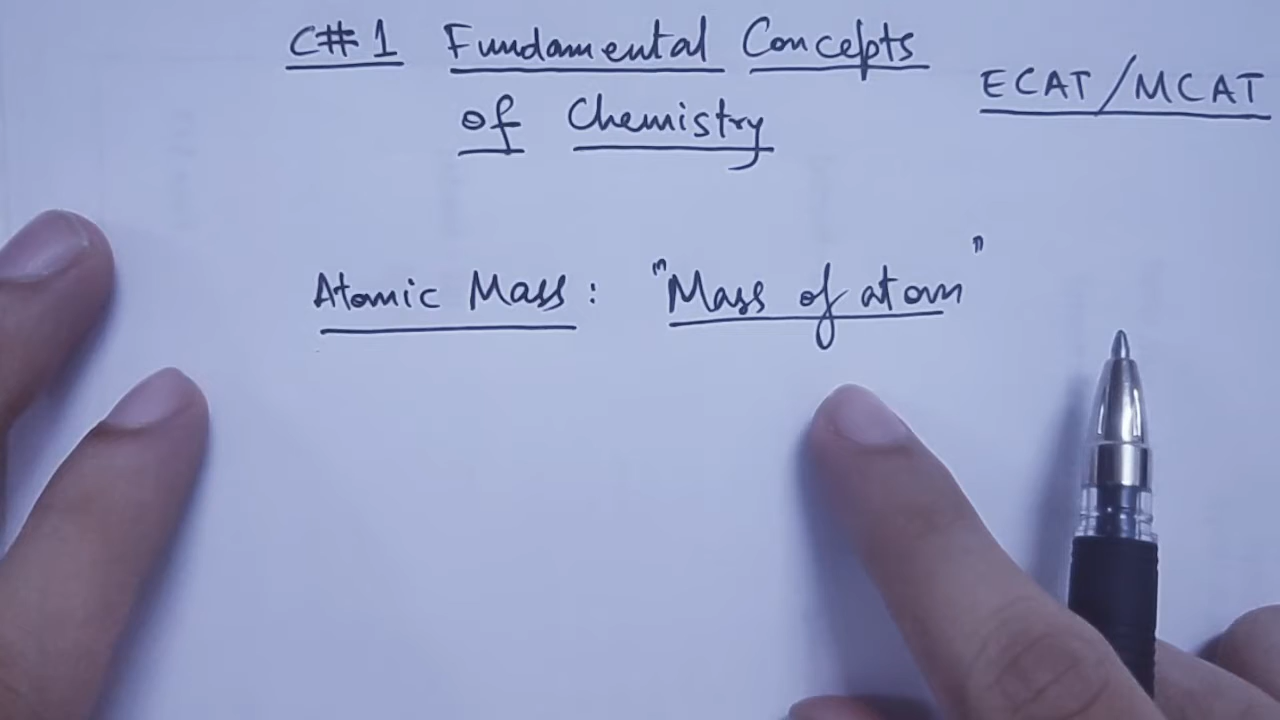 C#1 Fundamental Concepts
of Chemistry
ECAT/MCAT
Atomic Mass: "Mass of atom"